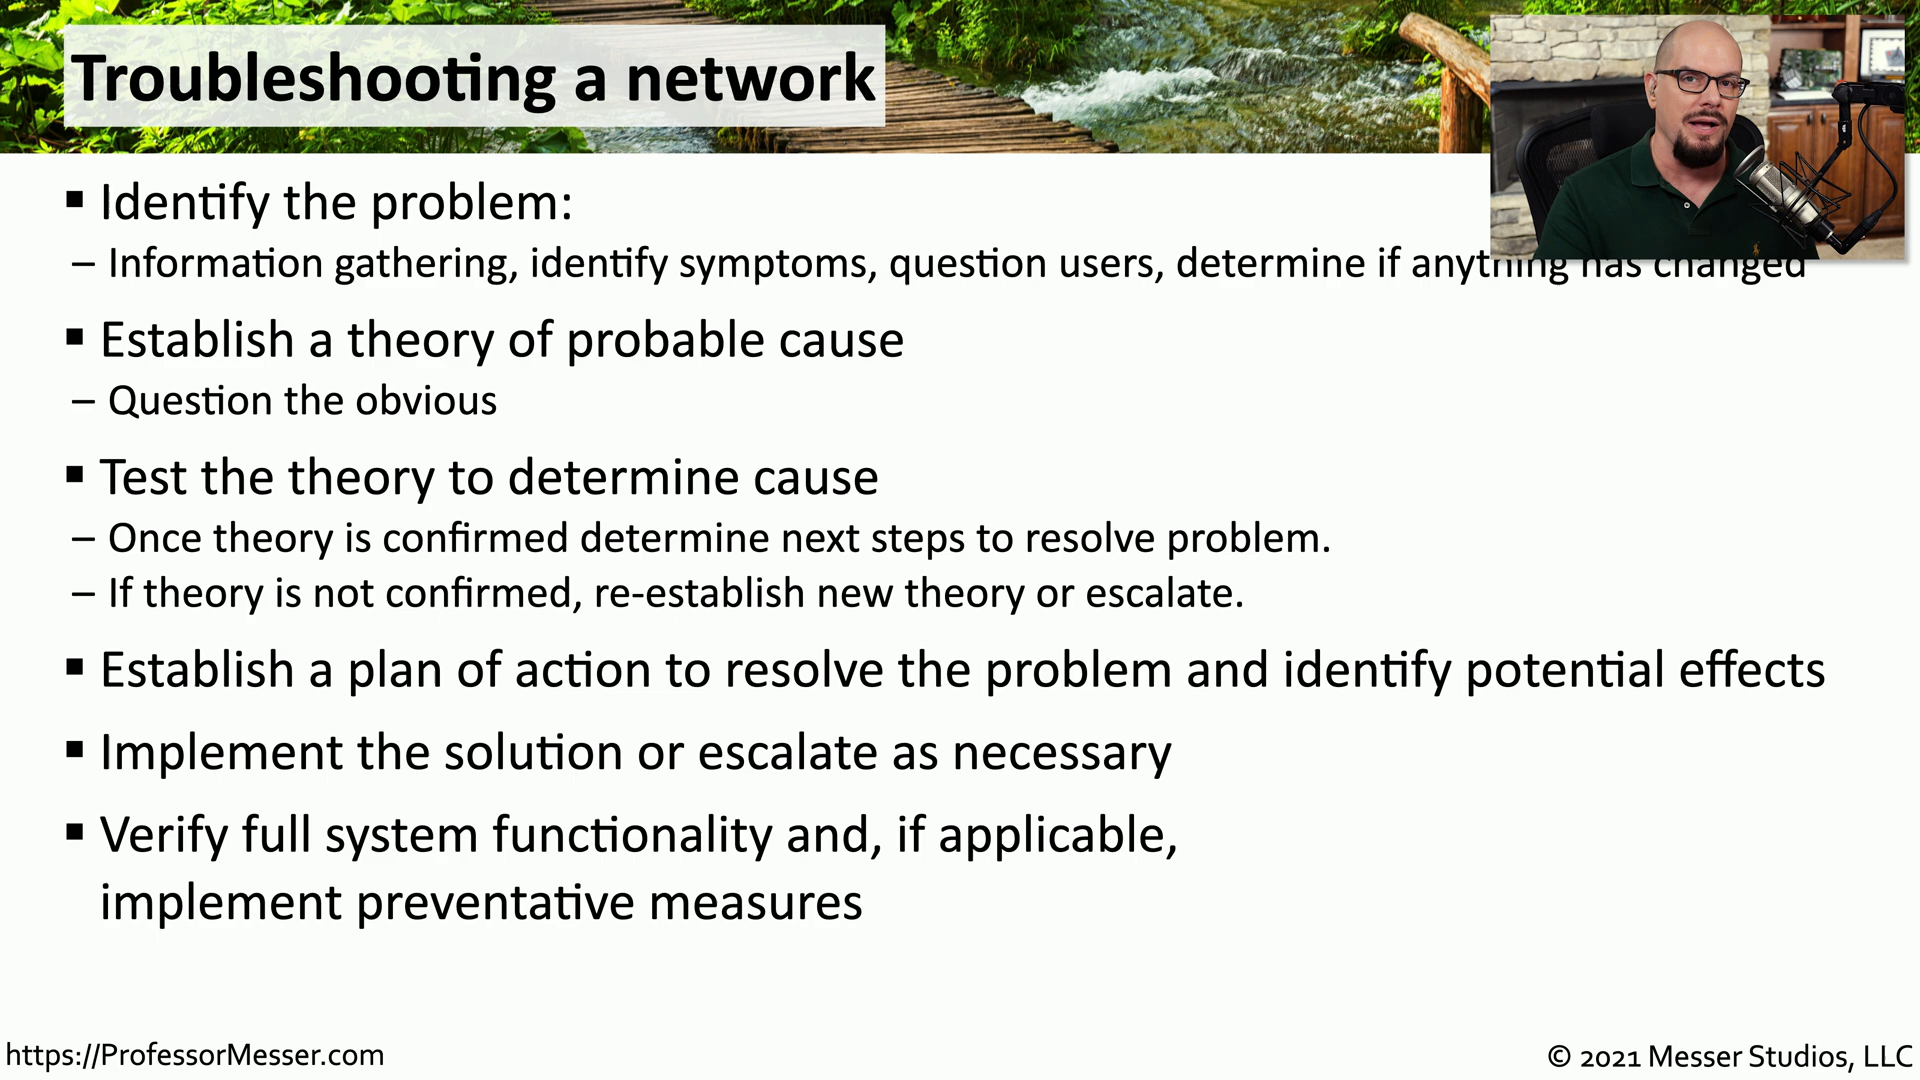 Troubleshooting a network
▪ Identify the problem:
– Information gathering, identify symptoms, question users, determine if anything has changed
▪ Establish a theory of probable cause
– Question the obvious
▪ Test the theory to determine cause
– Once theory is confirmed determine next steps to resolve problem.
– If theory is not confirmed, re-establish new theory or escalate.
▪ Establish a plan of action to resolve the problem and identify potential effects
▪ Implement the solution or escalate as necessary
▪ Verify full system functionality and, if applicable,
implement preventative measures
https://ProfessorMesser.com
© 2021 Messer Studios, LLC